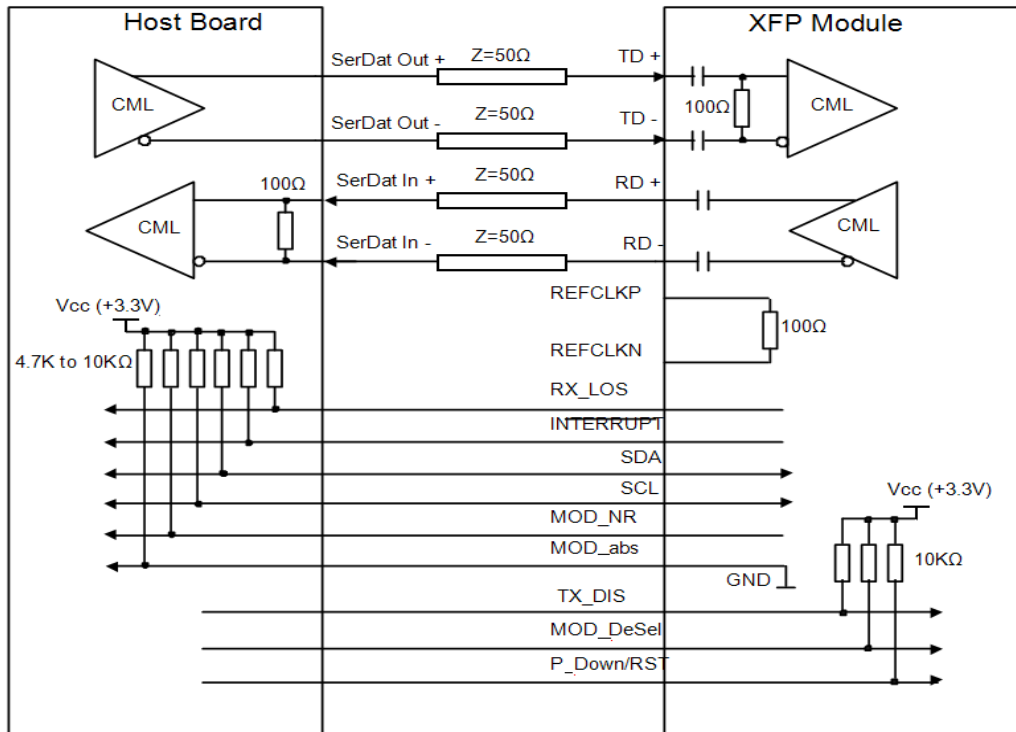 Host Board
XFP Module
SerDat Out +
Z=50Ω
TD +
CML
100Ω
CML
SerDat Out -
Z=50Ω
TD -
100Ω
SerDat In +
Z=50Ω
RD +
CML
CML
SerDat In -
Z=50Ω
RD -
REFCLKP
100Ω
REFCLKN
Vcc (+3.3V)
4.7K to 10KΩ
RX_LOS
INTERRUPT
SDA
SCL
Vcc (+3.3V)
MOD_NR
MOD_abs
10KΩ
GND
TX_DIS
MOD_DeSel
P_Down/RST